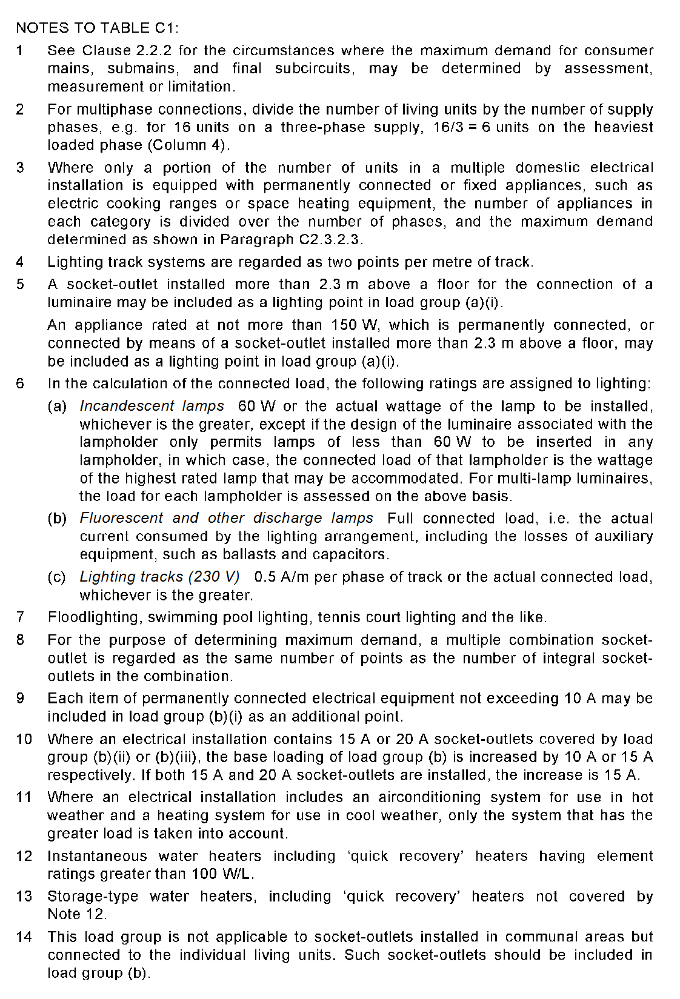 NOTES TO TABLE C1:
1 See Clause 2.2.2 for the circumstances where the maximum demand for consumer
mains, submains, and final subcircuits, may be determined by assessment,
measurement or limitation.
2 For multiphase connections, divide the number of living units by the number of supply
phases, e.g. for 16 units on a three-phase supply, 16/3 = 6 units on the heaviest
loaded phase (Column 4).
3 Where only a portion of the number of units in a multiple domestic electrical
installation is equipped with permanently connected or fixed appliances, such as
electric cooking ranges or space heating equipment, the number of appliances in
each category is divided over the number of phases, and the maximum demand
determined as shown in Paragraph C2.3.2.3.
4 Lighting track systems are regarded as two points per metre of track.
5 A socket-outlet installed more than 2.3 m above a floor for the connection of a
luminaire may be included as a lighting point in load group (a)(i).
An appliance rated at not more than 150 W, which is permanently connected, or
connected by means of a socket-outlet installed more than 2.3 m above a floor, may
be included as a lighting point in load group (a)(i).
6 In the calculation of the connected load, the following ratings are assigned to lighting:
(a) Incandescent lamps 60 W or the actual wattage of the lamp to be installed,
whichever is the greater, except if the design of the luminaire associated with the
lampholder only permits lamps of less than 60 W to be inserted in any
lampholder, in which case, the connected load of that lampholder is the wattage
of the highest rated lamp that may be accommodated. For multi-lamp luminaires,
the load for each lampholder is assessed on the above basis.
(b) Fluorescent and other discharge lamps Full connected load, i.e. the actual
current consumed by the lighting arrangement, including the losses of auxiliary
equipment, such as ballasts and capacitors.
(c) Lighting tracks (230 V) 0.5 A/m per phase of track or the actual connected load,
whichever is the greater.
7 Floodlighting, swimming pool lighting, tennis court lighting and the like.
8 For the purpose of determining maximum demand, a multiple combination socket-
outlet is regarded as the same number of points as the number of integral socket-
outlets in the combination.
9 Each item of permanently connected electrical equipment not exceeding 10 A may be
included in load group (b)(i) as an additional point.
10 Where an electrical installation contains 15 A or 20 A socket-outlets covered by load
group (b)(ii) or (b)(iii), the base loading of load group (b) is increased by 10 A or 15 A
respectively. If both 15 A and 20 A socket-outlets are installed, the increase is 15 A.
11 Where an electrical installation includes an airconditioning system for use in hot
weather and a heating system for use in cool weather, only the system that has the
greater load is taken into account.
12 Instantaneous water heaters including ‘quick recovery’ heaters having element
ratings greater than 100 W/L.
13 Storage-type water heaters, including ‘quick recovery’ heaters not covered by
Note 12.
14 This load group is not applicable to socket-outlets installed in communal areas but
connected to the individual living units. Such socket-outlets should be included in
load group (b).